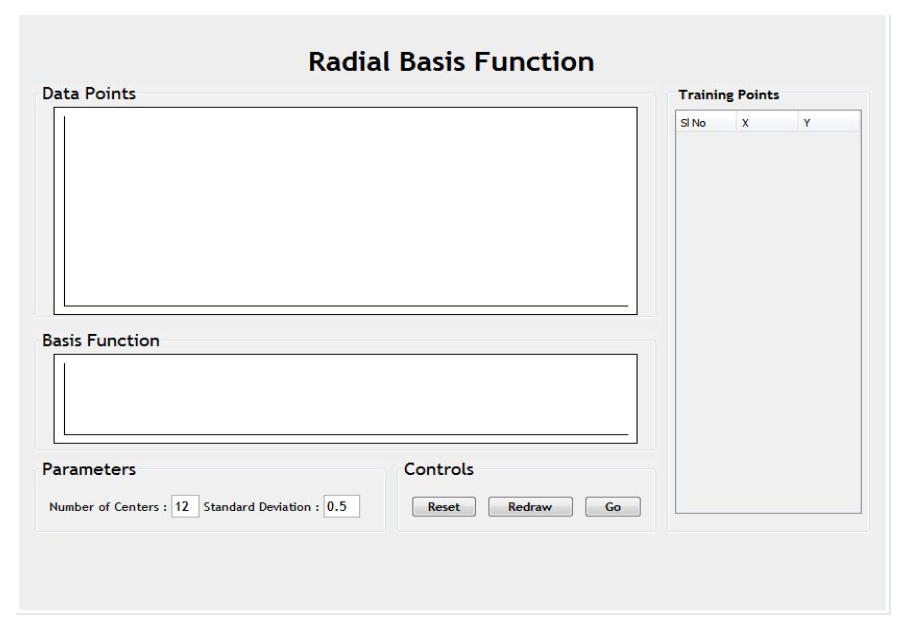 Radial Basis Function
Data Points
Training Points
Sl No X Y
Basis Function
Parameters
Number of Centers : 12 Standard Deviation : 0.5
Controls
Reset Redraw Go